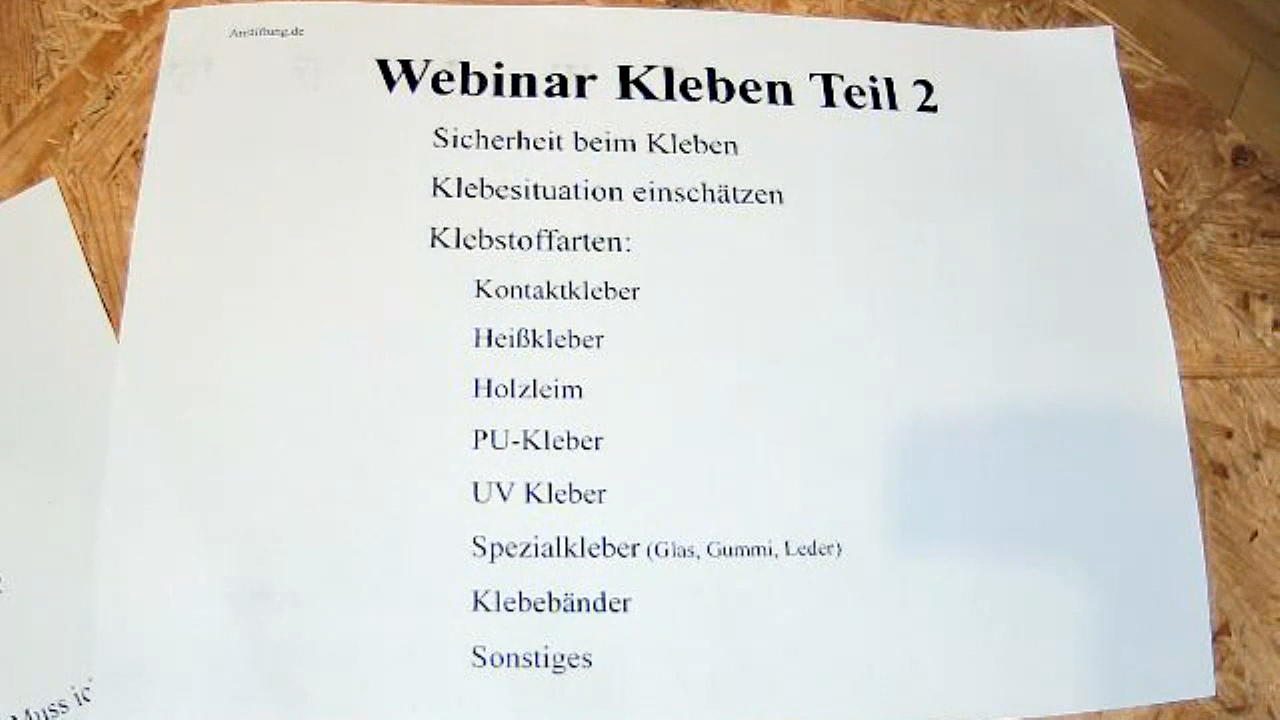 Anstiftung.de
Webinar Kleben Teil 2
Sicherheit beim Kleben
Klebesituation einschätzen
Klebstoffarten:
Kontaktkleber
Heißkleber
Holzleim
PU-Kleber
UV Kleber
Spezialkleber (Glas, Gummi, Leder)
Klebebänder
Sonstiges
Muss